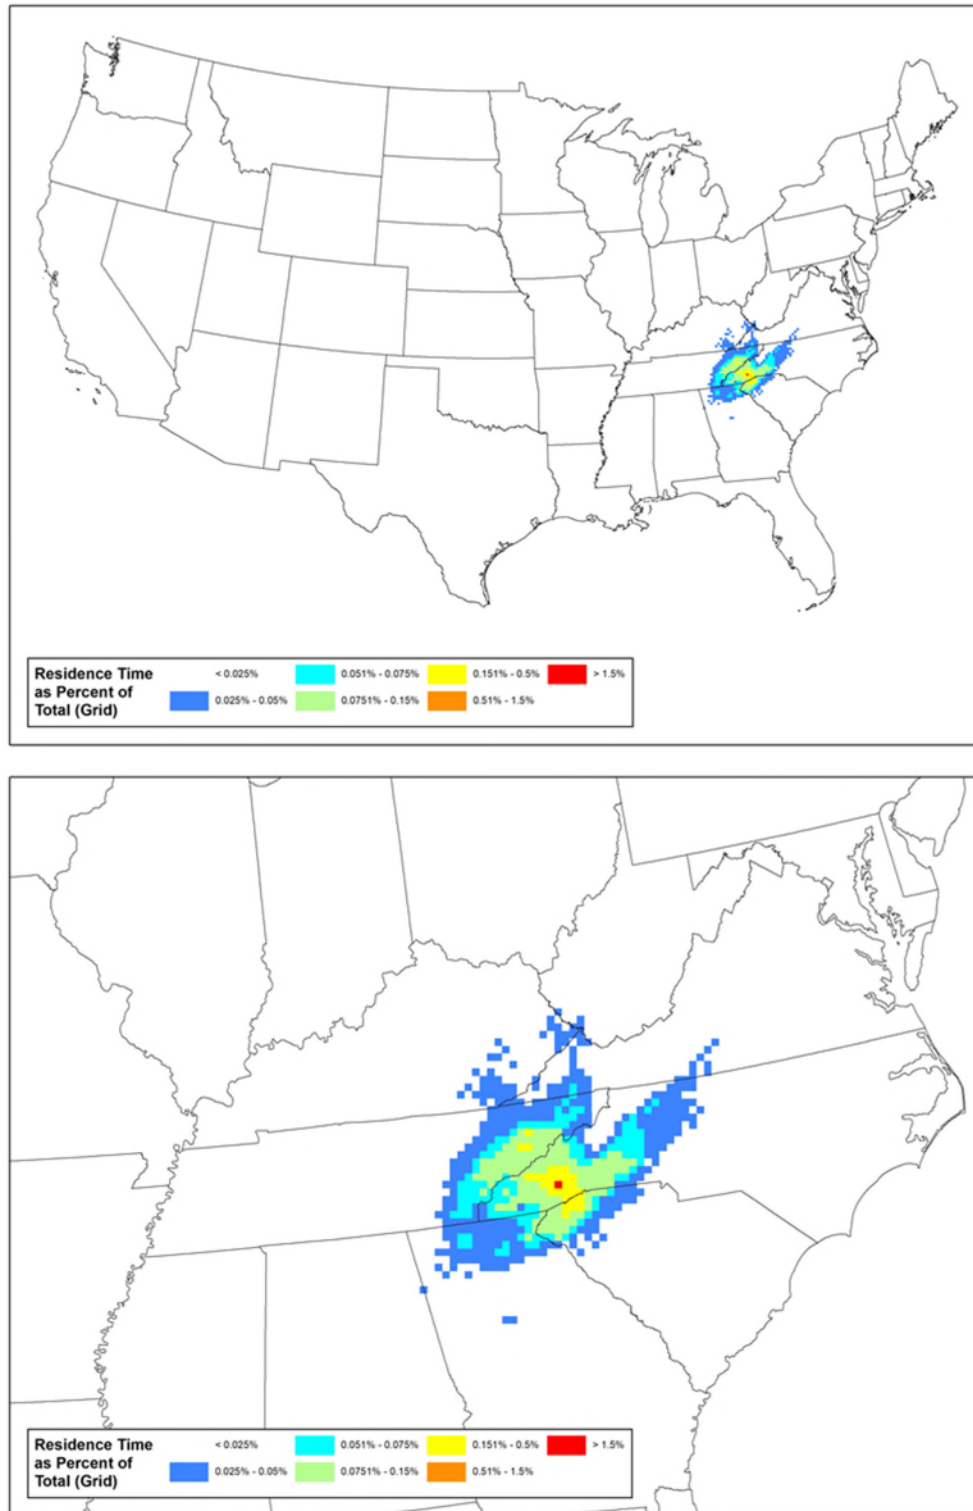 Residence Time
as Percent of
Total (Grid)
< 0.025% 0.051% - 0.075% 0.151% - 0.5% > 1.5%
0.025% - 0.05% 0.0751% - 0.15% 0.51% - 1.5%
Residence Time
as Percent of
Total (Grid)
< 0.025% 0.051% - 0.075% 0.151% - 0.5% > 1.5%
0.025% - 0.05% 0.0751% - 0.15% 0.51% - 1.5%